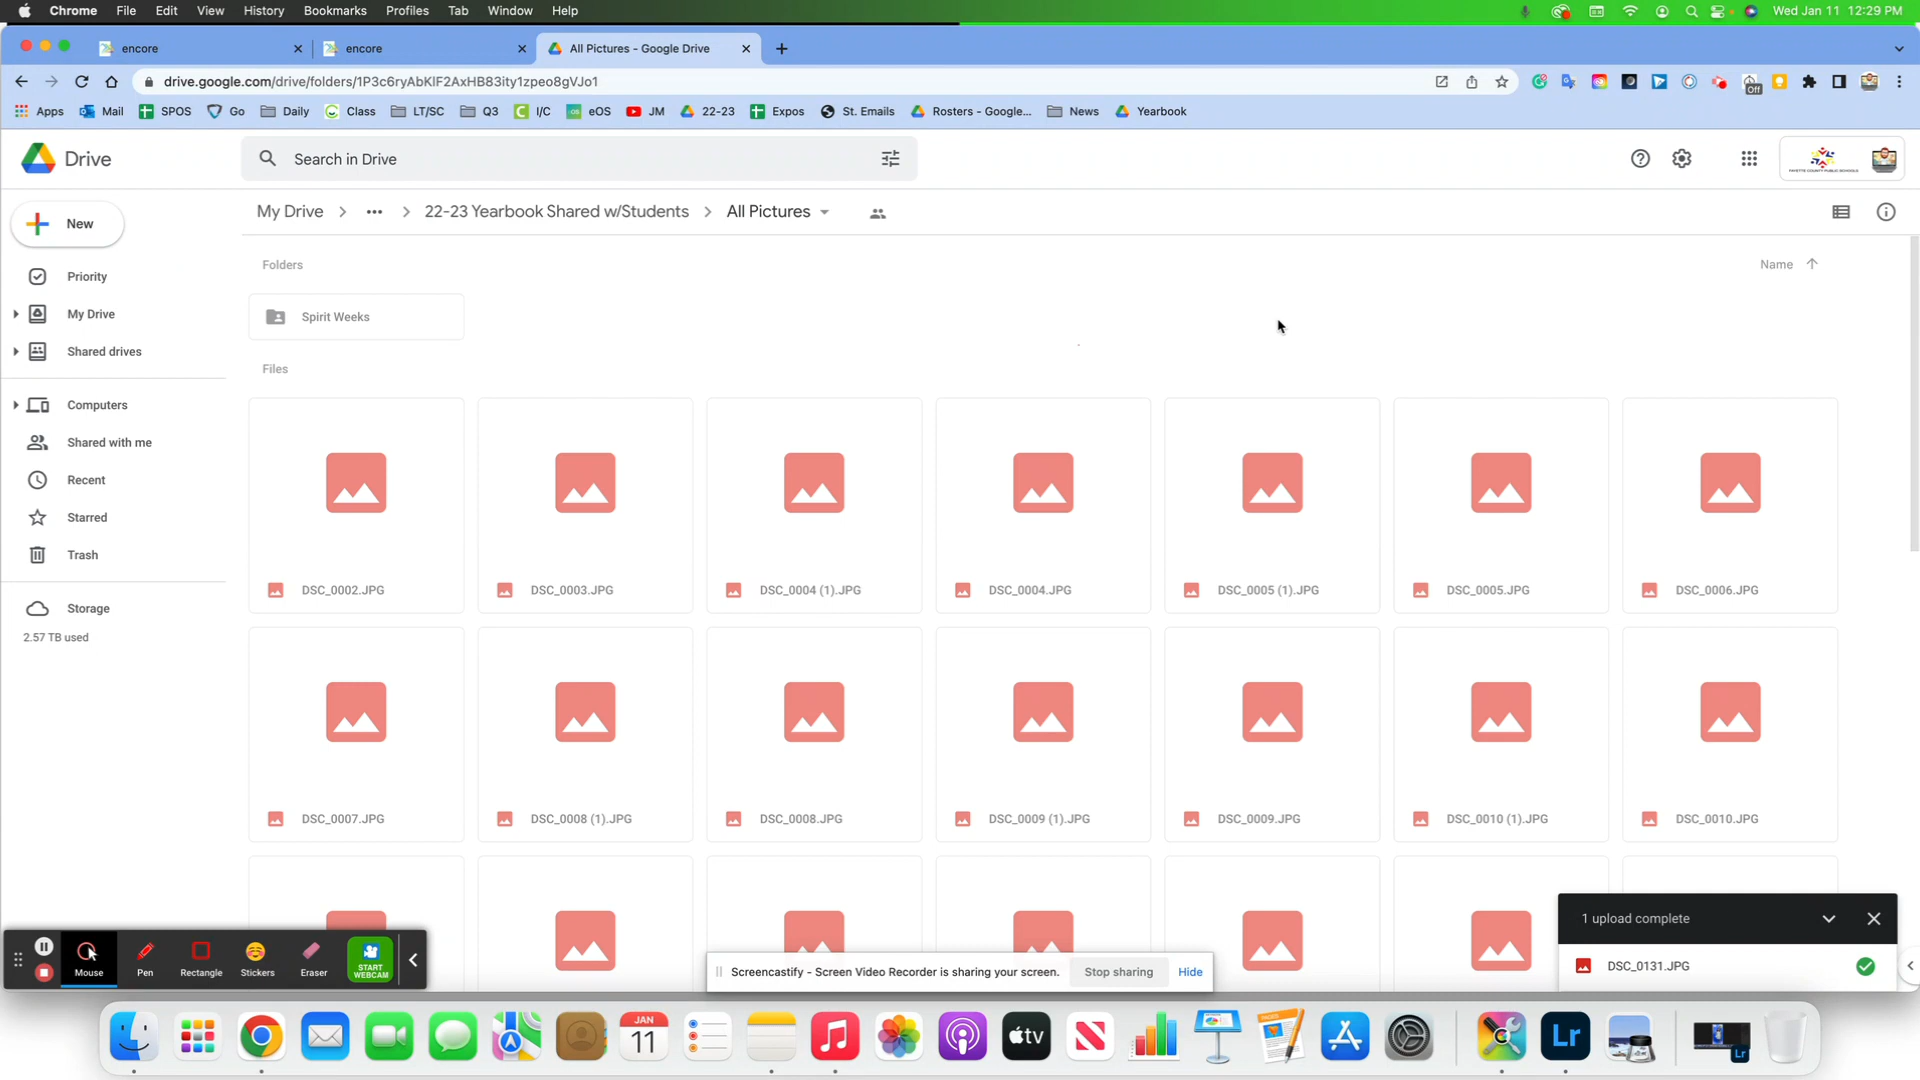 Chrome File Edit View History Bookmarks Profiles Tab Window Help Wed Jan 11 12:29 PM
encore encore All Pictures - Google Drive
drive.google.com/drive/folders/1P3c6ryAbKlF2AxHB83ity1zpeo8gVJo1 Off
Apps Mail SPOS Go Daily Class LT/SC Q3 I/C eOS JM 22-23 Expos St. Emails Rosters - Google... News Yearbook
Drive Search in Drive
New My Drive 22-23 Yearbook Shared w/Students All Pictures
Folders Name
Priority
My Drive Spirit Weeks
Shared drives
Files
Computers
Shared with me
Recent
Starred
Trash
DSC_0002.JPG DSC_0003.JPG DSC_0004 (1).JPG DSC_0004.JPG DSC_0005 (1).JPG DSC_0005.JPG DSC_0006.JPG
Storage
2.57 TB used
DSC_0007.JPG DSC_0008 (1).JPG DSC_0008.JPG DSC_0009 (1).JPG DSC_0009.JPG DSC_0010 (1).JPG DSC_0010.JPG
1 upload complete
DSC_0131.JPG
Mouse Pen Rectangle Stickers Eraser START WEBCAM
Screencastify - Screen Video Recorder is sharing your screen. Stop sharing Hide
JAN
11
tv
Lr
Lr